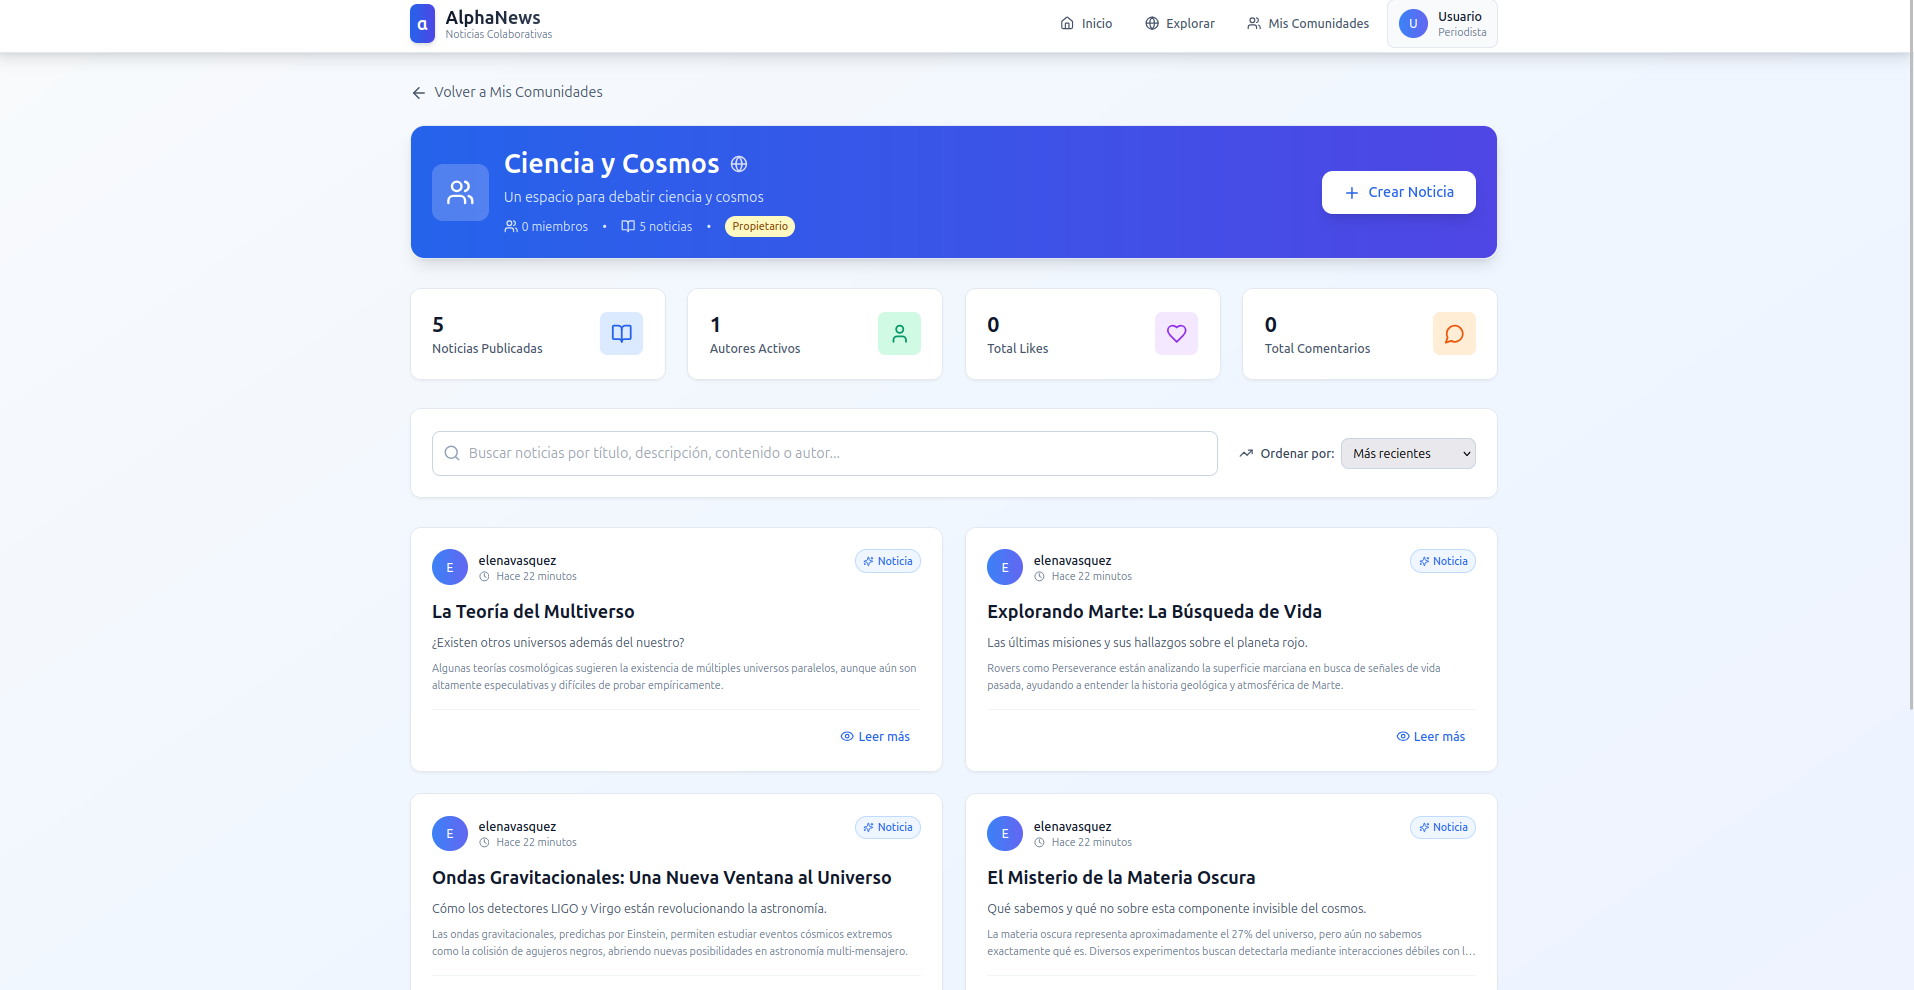 a
AlphaNews
Noticias Colaborativas
Inicio
Explorar
Mis Comunidades
U
Usuario
Periodista
Volver a Mis Comunidades
Ciencia y Cosmos
Un espacio para debatir ciencia y cosmos
0 miembros • 5 noticias • Propietario
Crear Noticia
5
Noticias Publicadas
1
Autores Activos
0
Total Likes
0
Total Comentarios
Buscar noticias por título, descripción, contenido o autor...
Ordenar por:
Más recientes
E
elenavasquez
Hace 22 minutos
Noticia
La Teoría del Multiverso
¿Existen otros universos además del nuestro?
Algunas teorías cosmológicas sugieren la existencia de múltiples universos paralelos, aunque aún son
altamente especulativas y difíciles de probar empíricamente.
Leer más
E
elenavasquez
Hace 22 minutos
Noticia
Explorando Marte: La Búsqueda de Vida
Las últimas misiones y sus hallazgos sobre el planeta rojo.
Rovers como Perseverance están analizando la superficie marciana en busca de señales de vida
pasada, ayudando a entender la historia geológica y atmosférica de Marte.
Leer más
E
elenavasquez
Hace 22 minutos
Noticia
Ondas Gravitacionales: Una Nueva Ventana al Universo
Cómo los detectores LIGO y Virgo están revolucionando la astronomía.
Las ondas gravitacionales, predichas por Einstein, permiten estudiar eventos cósmicos extremos
como la colisión de agujeros negros, abriendo nuevas posibilidades en astronomía multi-mensajero.
E
elenavasquez
Hace 22 minutos
Noticia
El Misterio de la Materia Oscura
Qué sabemos y qué no sobre esta componente invisible del cosmos.
La materia oscura representa aproximadamente el 27% del universo, pero aún no sabemos
exactamente qué es. Diversos experimentos buscan detectarla mediante interacciones débiles con l...